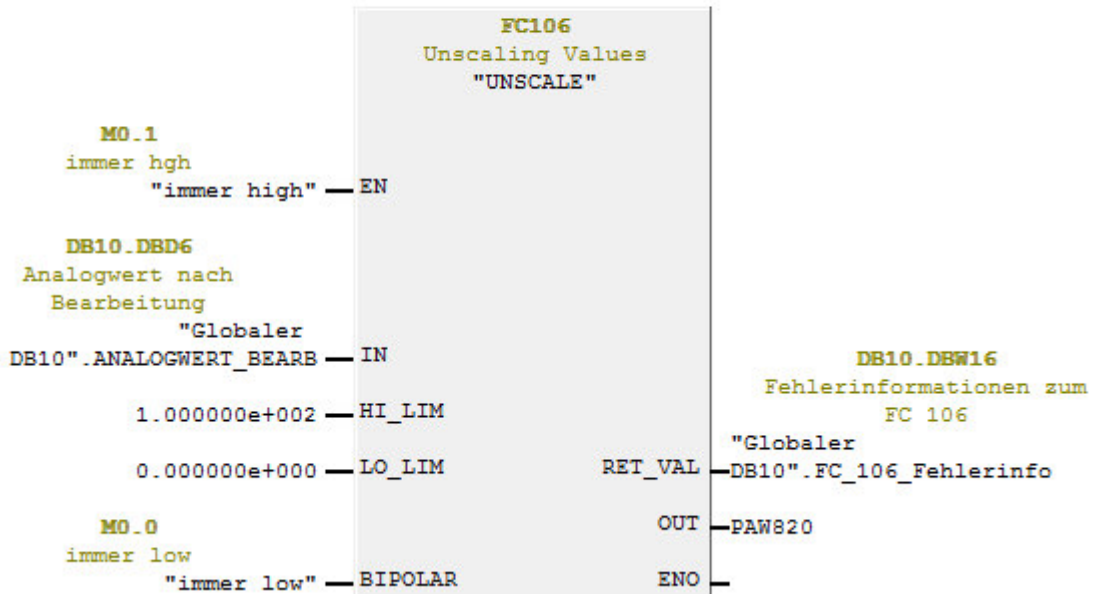 FC106
Unscaling Values
"UNSCALE"
M0.1
immer hgh
"immer high"
EN
DB10.DBD6
Analogwert nach
Bearbeitung
"Globaler
DB10".ANALOGWERT_BEARB
IN
DB10.DBW16
Fehlerinformationen zum
FC 106
1.000000e+002
HI_LIM
"Globaler
0.000000e+000
LO_LIM
RET_VAL
DB10".FC_106_Fehlerinfo
OUT
PAW820
M0.0
immer low
"immer low"
BIPOLAR
ENO